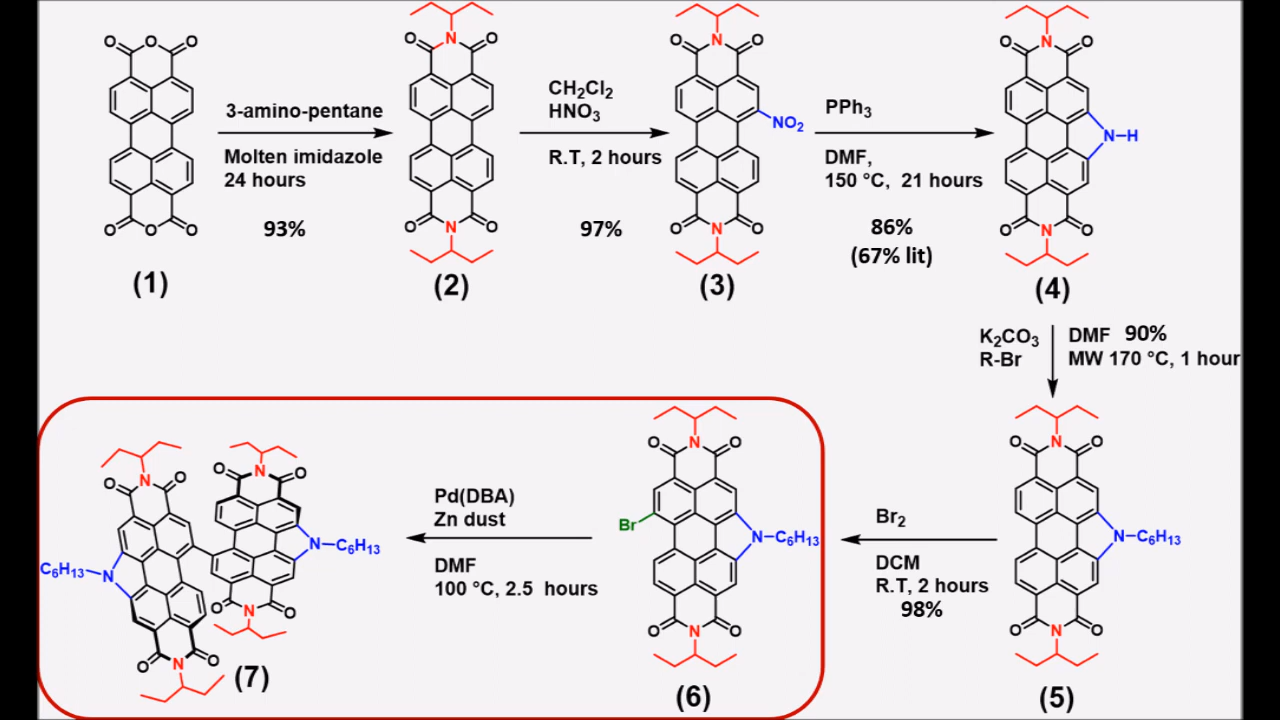 O O O
O O
N
O O
O O
N
O O
N
NO2
O O
N
O O
N
N–H
O O
N
O O O
(1)
3-amino-pentane
Molten imidazole
24 hours
93%
(2)
CH2Cl2
HNO3
R.T, 2 hours
97%
(3)
PPh3
DMF,
150 °C, 21 hours
86%
(67% lit)
(4)
K2CO3
R-Br
DMF 90%
MW 170 °C, 1 hour
O O
N
N–C6H13
O O
N
(5)
Br2
DCM
R.T, 2 hours
98%
O O
N
Br
N–C6H13
O O
N
(6)
Pd(DBA)
Zn dust
DMF
100 °C, 2.5 hours
O O
N
O O
N
N–C6H13
C6H13–N
O O
N
O O
N
(7)